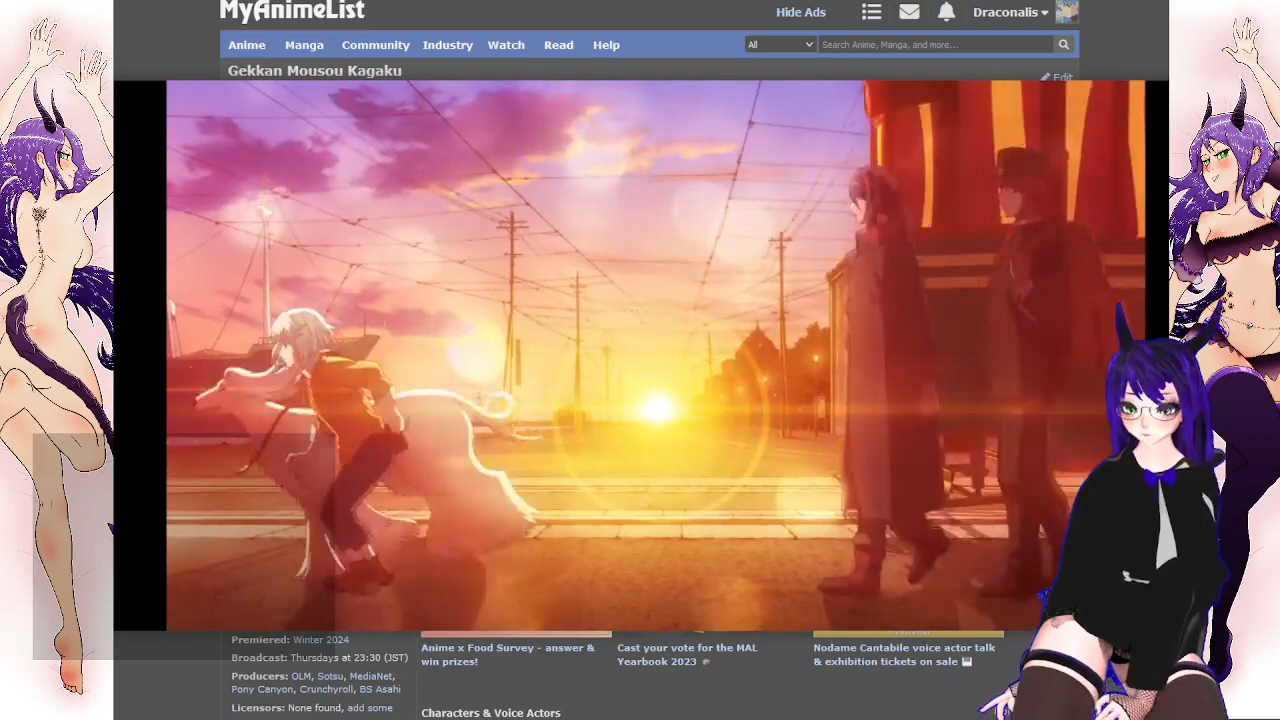 MyAnimeList
Hide Ads
Draconalis
Anime Manga Community Industry Watch Read Help
All
Search Anime, Manga, and more...
Gekkan Mousou Kagaku
Edit
Premiered: Winter 2024
Broadcast: Thursdays at 23:30 (JST)
Producers: OLM, Sotsu, MediaNet,
Pony Canyon, Crunchyroll, BS Asahi
Licensors: None found, add some
Anime x Food Survey - answer &
win prizes!
Cast your vote for the MAL
Yearbook 2023
Nodame Cantabile voice actor talk
& exhibition tickets on sale
Characters & Voice Actors